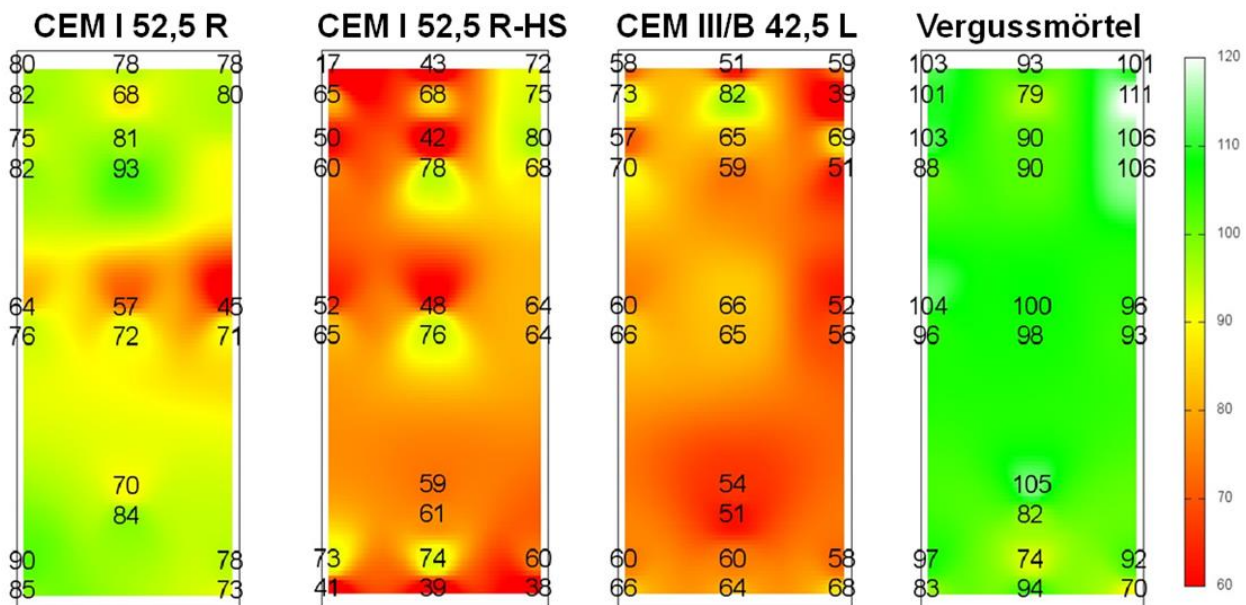 CEM I 52,5 R CEM I 52,5 R-HS CEM III/B 42,5 L Vergussmörtel
80 78 78 17 43 72 58 51 59 103 93 101 120
82 68 80 65 68 75 73 82 39 101 79 111
75 81 50 42 80 57 65 69 103 90 106 110
82 93 60 78 68 70 59 51 88 90 106
100
64 57 45 52 48 64 60 66 52 104 100 96
76 72 71 65 76 64 66 65 56 96 98 93 90
80
70 59 54 105 70
84 61 51 82
90 78 73 74 60 60 60 58 97 74 92
85 73 41 39 38 66 64 68 83 94 70 60